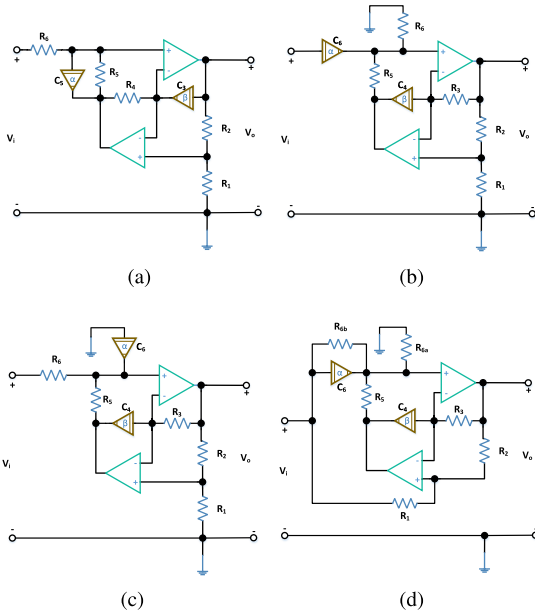 R6
C5
α
R5
R4
C3
β
+
-
R2
R1
-
+
+
+
Vi
Vo
-
-
(a)
C6
α
R6
R5
C4
β
R3
+
-
R2
R1
-
+
+
+
Vi
Vo
-
-
(b)
C6
α
R6
R5
C4
β
R3
+
-
R2
R1
-
+
+
+
Vi
Vo
-
-
(c)
R6b
α
C6
R6a
R5
C4
β
R3
+
-
R2
-
+
R1
+
+
Vi
Vo
-
-
(d)